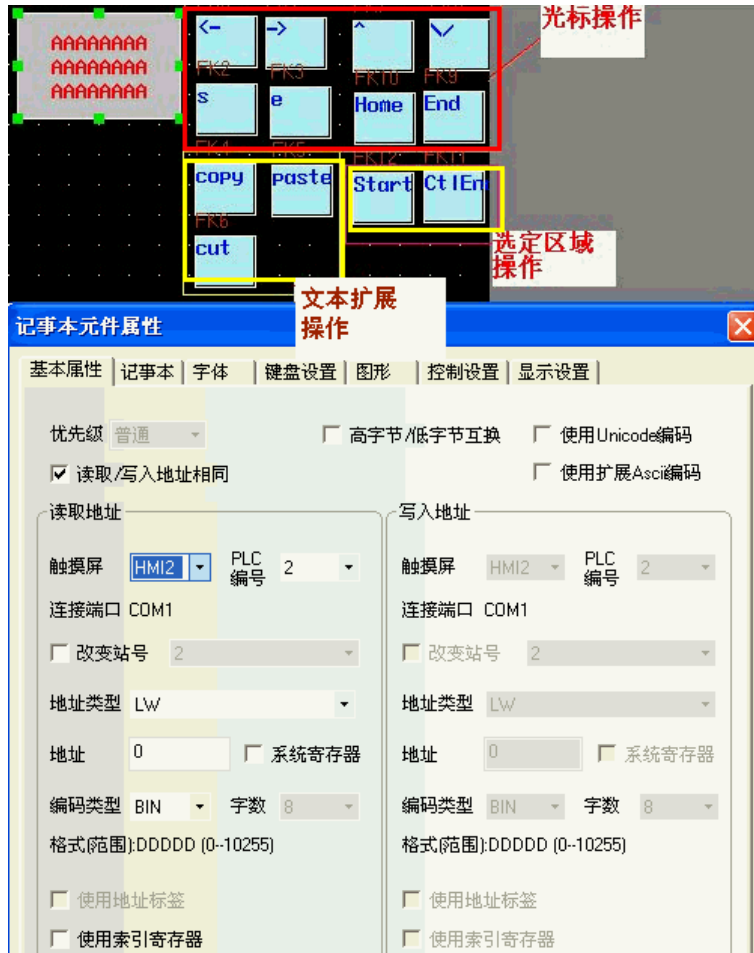 光标操作
<- -> ^ \/
AAAAAAAA
AAAAAAAA
AAAAAAAA
FK2 FK3 FK10 FK9
s e Home End
FK4 FK5 FK12 FK11
copy paste Start CtlEn
FK6
cut
选定区域
操作
文本扩展
操作
记事本元件属性
基本属性 记事本 字体 键盘设置 图形 控制设置 显示设置
优先级 普通 高字节/低字节互换 使用Unicode编码
读取/写入地址相同 使用扩展Ascii编码
读取地址 写入地址
触摸屏 HMI2 PLC编号 2 触摸屏 HMI2 PLC编号 2
连接端口 COM1 连接端口 COM1
改变站号 2 改变站号 2
地址类型 LW 地址类型 LW
地址 0 系统寄存器 地址 0 系统寄存器
编码类型 BIN 字数 8 编码类型 BIN 字数 8
格式(范围):DDDDD (0--10255) 格式(范围):DDDDD (0--10255)
使用地址标签 使用地址标签
使用索引寄存器 使用索引寄存器